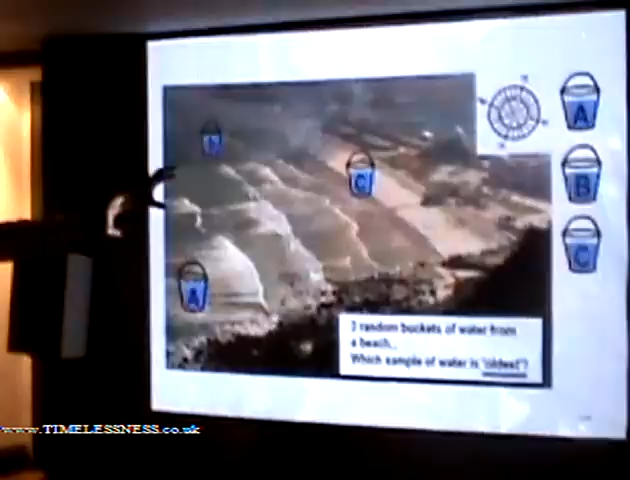 A
B
C
b
C
A
3 random buckets of water from
a beach..
Which sample of water is 'oldest'?
www.TIMELESSNESS.co.uk